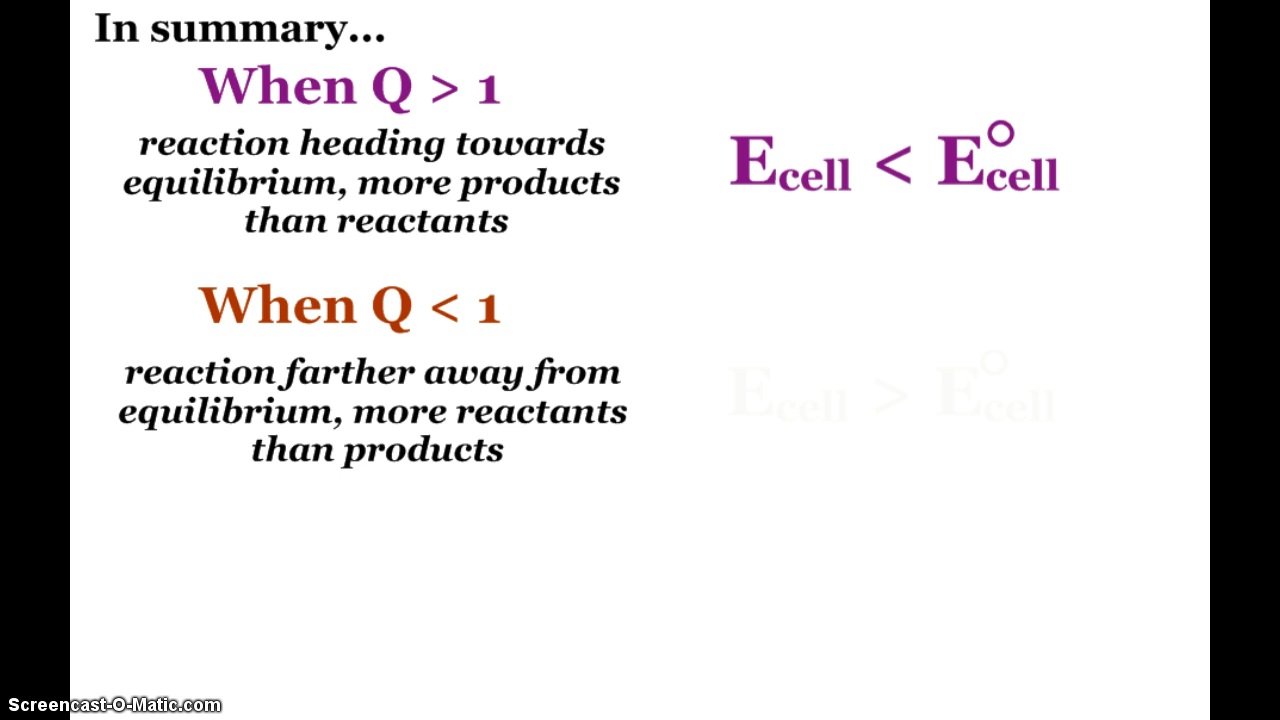 In summary...
When Q > 1
reaction heading towards
equilibrium, more products
than reactants
Ecell < E°cell
When Q < 1
reaction farther away from
equilibrium, more reactants
than products
Ecell > E°cell
Screencast-O-Matic.com